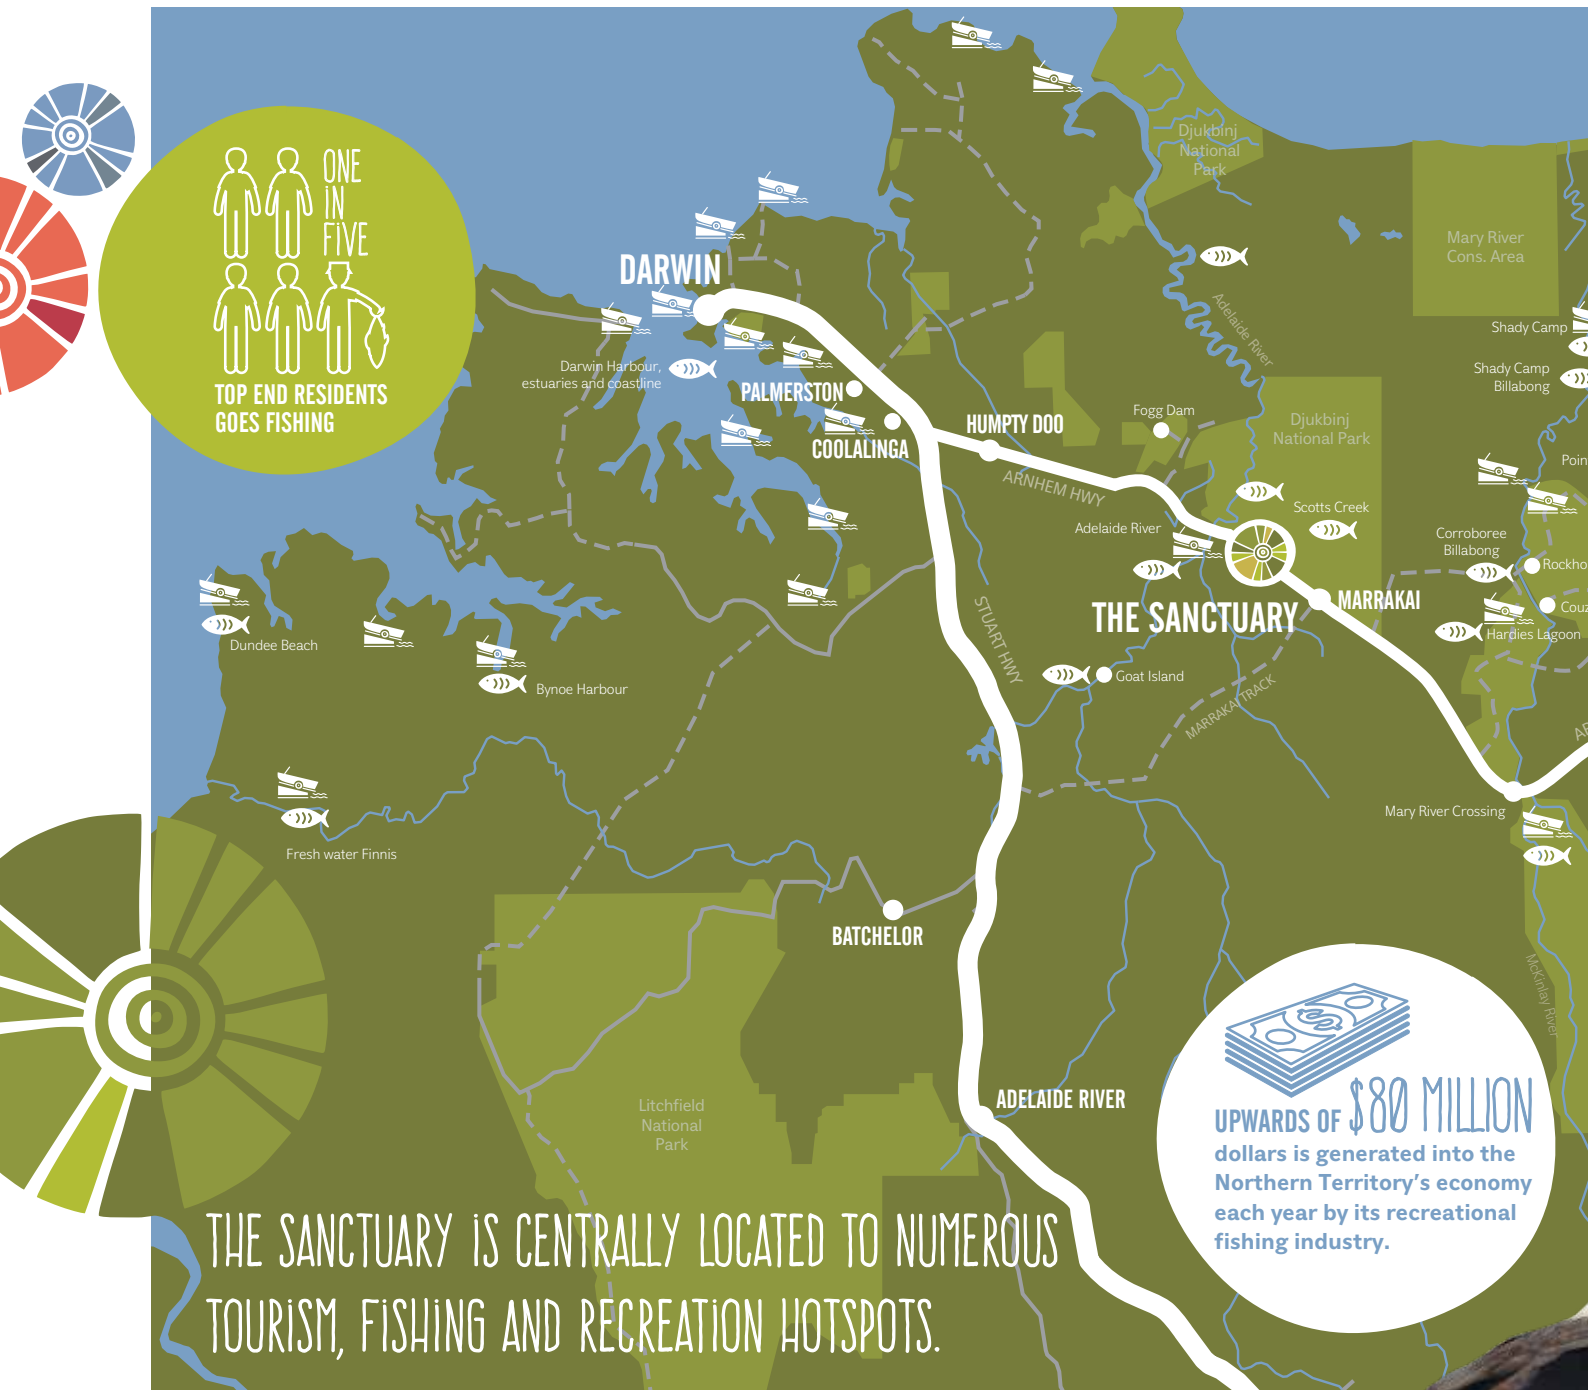 ONE
IN
FIVE
TOP END RESIDENTS
GOES FISHING
Djukbinj
National
Park
Mary River
Cons. Area
DARWIN
Adelaide River
Shady Camp
Darwin Harbour,
estuaries and coastline
Shady Camp
Billabong
PALMERSTON
Fogg Dam
HUMPTY DOO
Djukbinj
National Park
COOLALINGA
ARNHEM HWY
Scotts Creek
Adelaide River
Corroboree
Billabong
THE SANCTUARY
MARRAKAI
STUART HWY
Hardies Lagoon
Dundee Beach
Bynoe Harbour
Goat Island
MARRAKAI TRACK
Mary River Crossing
Fresh water Finnis
BATCHELOR
McKinlay River
ADELAIDE RIVER
Litchfield
National
Park
UPWARDS OF $80 MILLION
dollars is generated into the
Northern Territory's economy
each year by its recreational
fishing industry.
THE SANCTUARY IS CENTRALLY LOCATED TO NUMEROUS
TOURISM, FISHING AND RECREATION HOTSPOTS.